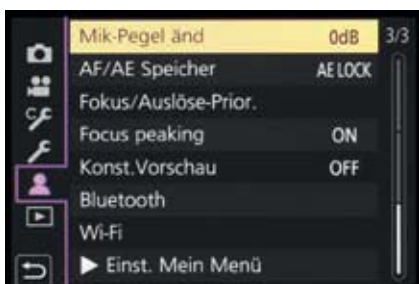 Mik-Pegel änd 0dB 3/3
AF/AE Speicher AE LOCK
Fokus/Auslöse-Prior.
Focus peaking ON
Konst.Vorschau OFF
Bluetooth
Wi-Fi
▶ Einst. Mein Menü